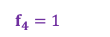 f₄ = 1